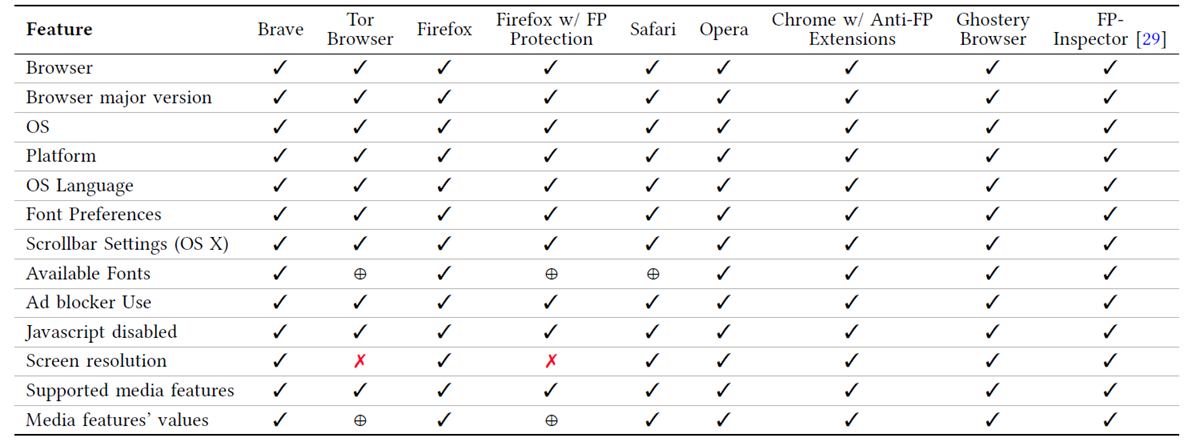 Feature Brave Tor Browser Firefox Firefox w/ FP Protection Safari Opera Chrome w/ Anti-FP Extensions Ghostery Browser FP-Inspector [29]
Browser ✓ ✓ ✓ ✓ ✓ ✓ ✓ ✓ ✓
Browser major version ✓ ✓ ✓ ✓ ✓ ✓ ✓ ✓ ✓
OS ✓ ✓ ✓ ✓ ✓ ✓ ✓ ✓ ✓
Platform ✓ ✓ ✓ ✓ ✓ ✓ ✓ ✓ ✓
OS Language ✓ ✓ ✓ ✓ ✓ ✓ ✓ ✓ ✓
Font Preferences ✓ ✓ ✓ ✓ ✓ ✓ ✓ ✓ ✓
Scrollbar Settings (OS X) ✓ ✓ ✓ ✓ ✓ ✓ ✓ ✓ ✓
Available Fonts ✓ ⊕ ✓ ⊕ ⊕ ✓ ✓ ✓ ✓
Ad blocker Use ✓ ✓ ✓ ✓ ✓ ✓ ✓ ✓ ✓
Javascript disabled ✓ ✓ ✓ ✓ ✓ ✓ ✓ ✓ ✓
Screen resolution ✓ ✗ ✓ ✗ ✓ ✓ ✓ ✓ ✓
Supported media features ✓ ✓ ✓ ✓ ✓ ✓ ✓ ✓ ✓
Media features' values ✓ ⊕ ✓ ⊕ ✓ ✓ ✓ ✓ ✓